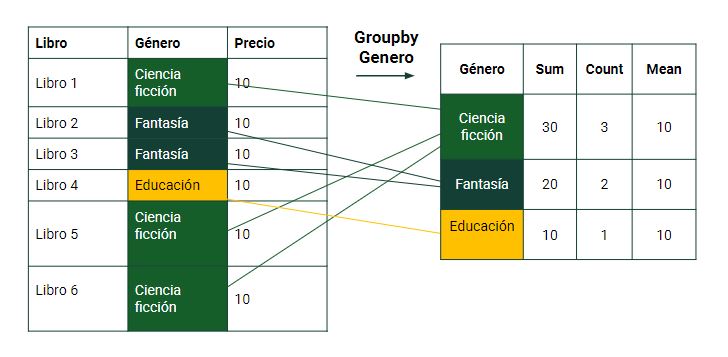 Libro Género Precio
Libro 1 Ciencia ficción 10
Libro 2 Fantasía 10
Libro 3 Fantasía 10
Libro 4 Educación 10
Libro 5 Ciencia ficción 10
Libro 6 Ciencia ficción 10
Groupby
Genero
Género Sum Count Mean
Ciencia ficción 30 3 10
Fantasía 20 2 10
Educación 10 1 10